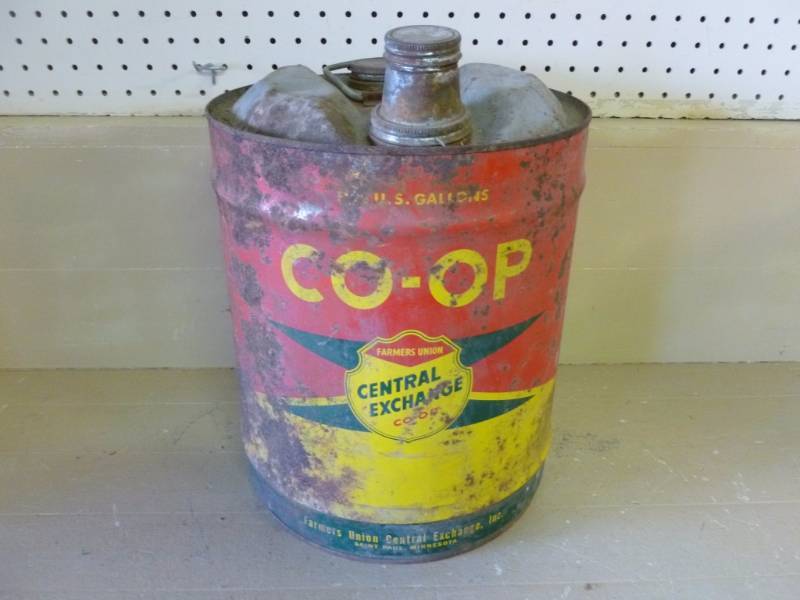 U.S. GALLONS
CO-OP
FARMERS UNION
CENTRAL
EXCHANGE
CO-OP
Farmers Union Central Exchange, Inc.
SAINT PAUL, MINNESOTA